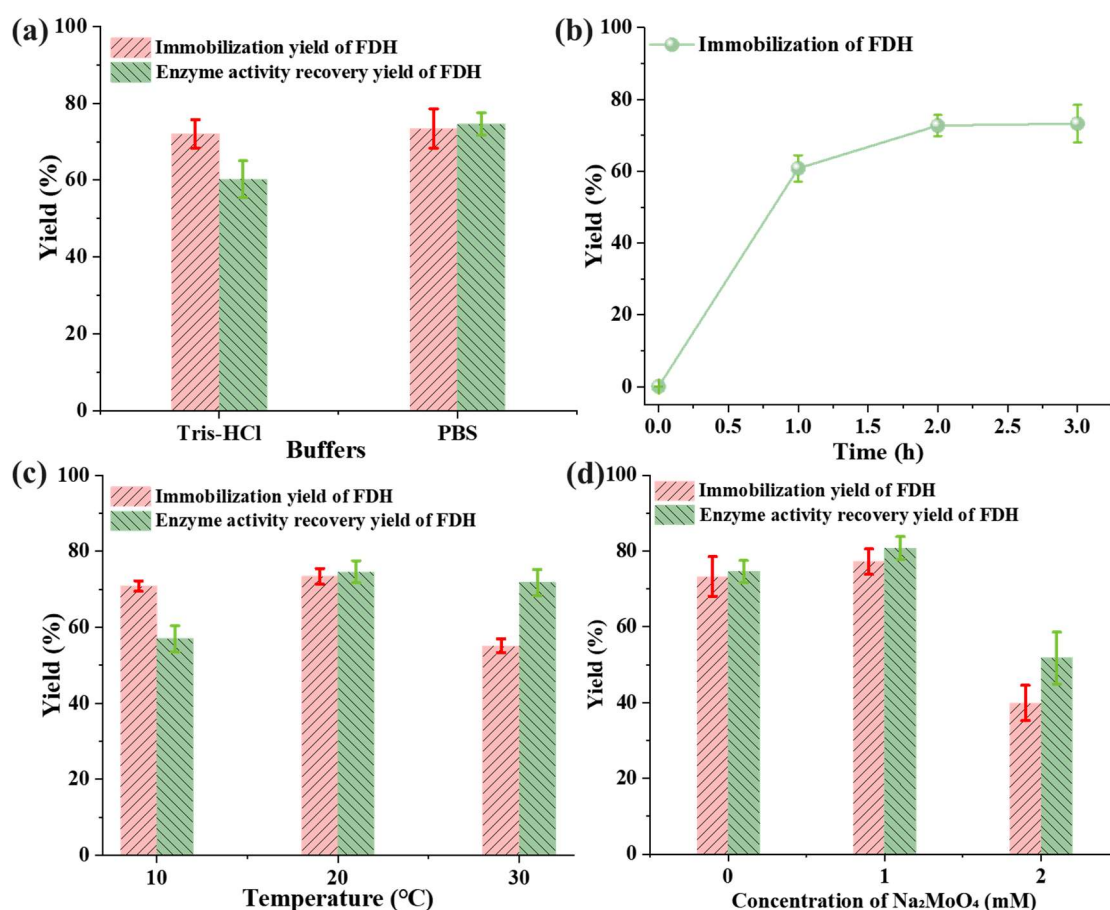 (a)
100
80
60
40
20
0
Yield (%)
Immobilization yield of FDH
Enzyme activity recovery yield of FDH
Tris-HCl
PBS
Buffers
(b)
100
80
60
40
20
0
Yield (%)
Immobilization of FDH
0.0 0.5 1.0 1.5 2.0 2.5 3.0
Time (h)
(c)
100
80
60
40
20
0
Yield (%)
Immobilization yield of FDH
Enzyme activity recovery yield of FDH
10 20 30
Temperature (°C)
(d)
100
80
60
40
20
0
Yield (%)
Immobilization yield of FDH
Enzyme activity recovery yield of FDH
0 1 2
Concentration of Na₂MoO₄ (mM)